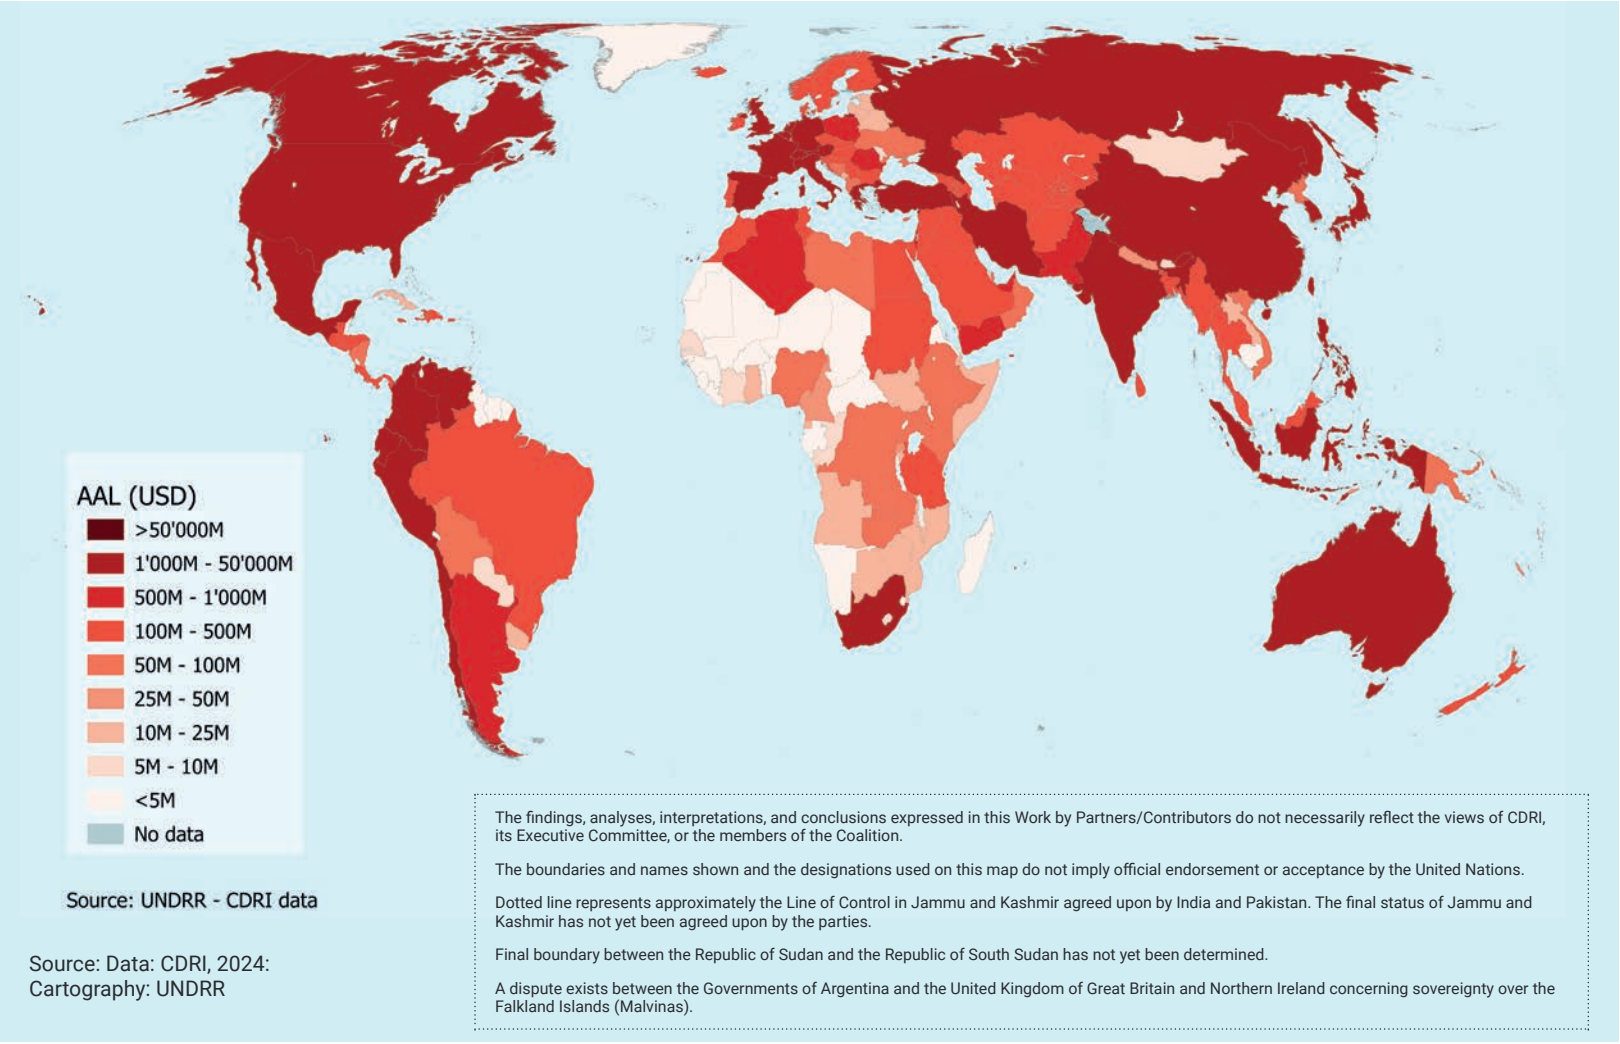 AAL (USD)
>50'000M
1'000M - 50'000M
500M - 1'000M
100M - 500M
50M - 100M
25M - 50M
10M - 25M
5M - 10M
<5M
No data
Source: UNDRR - CDRI data
Source: Data: CDRI, 2024:
Cartography: UNDRR
The findings, analyses, interpretations, and conclusions expressed in this Work by Partners/Contributors do not necessarily reflect the views of CDRI,
its Executive Committee, or the members of the Coalition.
The boundaries and names shown and the designations used on this map do not imply official endorsement or acceptance by the United Nations.
Dotted line represents approximately the Line of Control in Jammu and Kashmir agreed upon by India and Pakistan. The final status of Jammu and
Kashmir has not yet been agreed upon by the parties.
Final boundary between the Republic of Sudan and the Republic of South Sudan has not yet been determined.
A dispute exists between the Governments of Argentina and the United Kingdom of Great Britain and Northern Ireland concerning sovereignty over the
Falkland Islands (Malvinas).